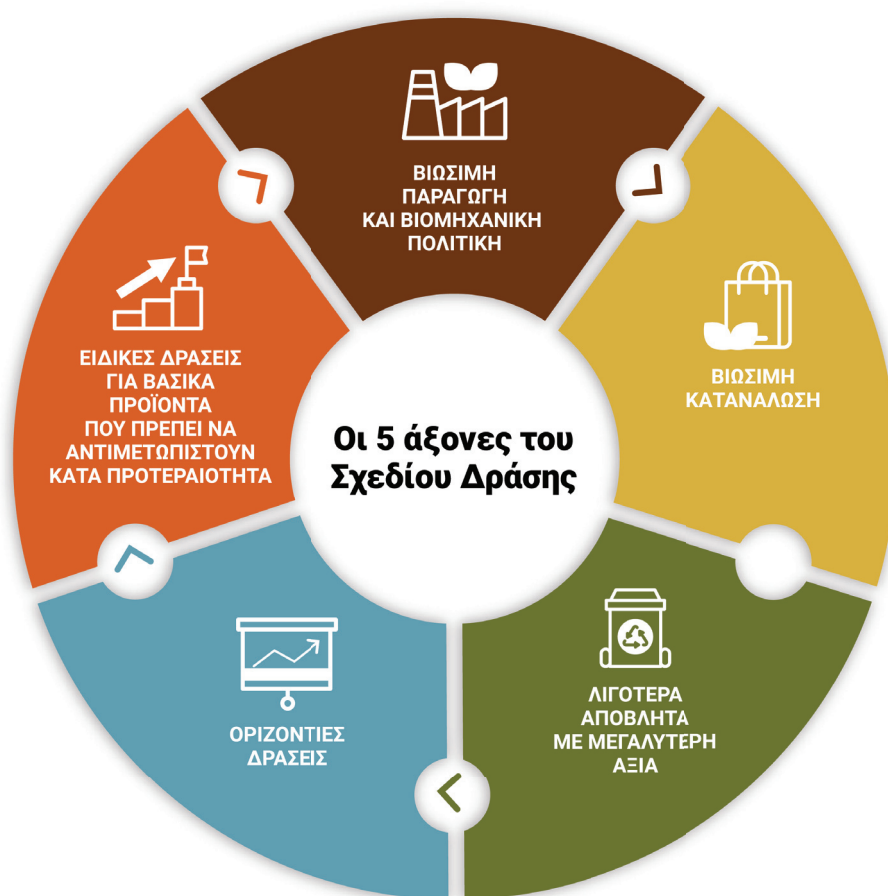 ΒΙΩΣΙΜΗ
ΠΑΡΑΓΩΓΗ
ΚΑΙ ΒΙΟΜΗΧΑΝΙΚΗ
ΠΟΛΙΤΙΚΗ
ΒΙΩΣΙΜΗ
ΚΑΤΑΝΑΛΩΣΗ
ΛΙΓΟΤΕΡΑ
ΑΠΟΒΛΗΤΑ
ΜΕ ΜΕΓΑΛΥΤΕΡΗ
ΑΞΙΑ
ΟΡΙΖΟΝΤΙΕΣ
ΔΡΑΣΕΙΣ
ΕΙΔΙΚΕΣ ΔΡΑΣΕΙΣ
ΓΙΑ ΒΑΣΙΚΑ
ΠΡΟΪΟΝΤΑ
ΠΟΥ ΠΡΕΠΕΙ ΝΑ
ΑΝΤΙΜΕΤΩΠΙΣΤΟΥΝ
ΚΑΤΑ ΠΡΟΤΕΡΑΙΟΤΗΤΑ
Οι 5 άξονες του
Σχεδίου Δράσης